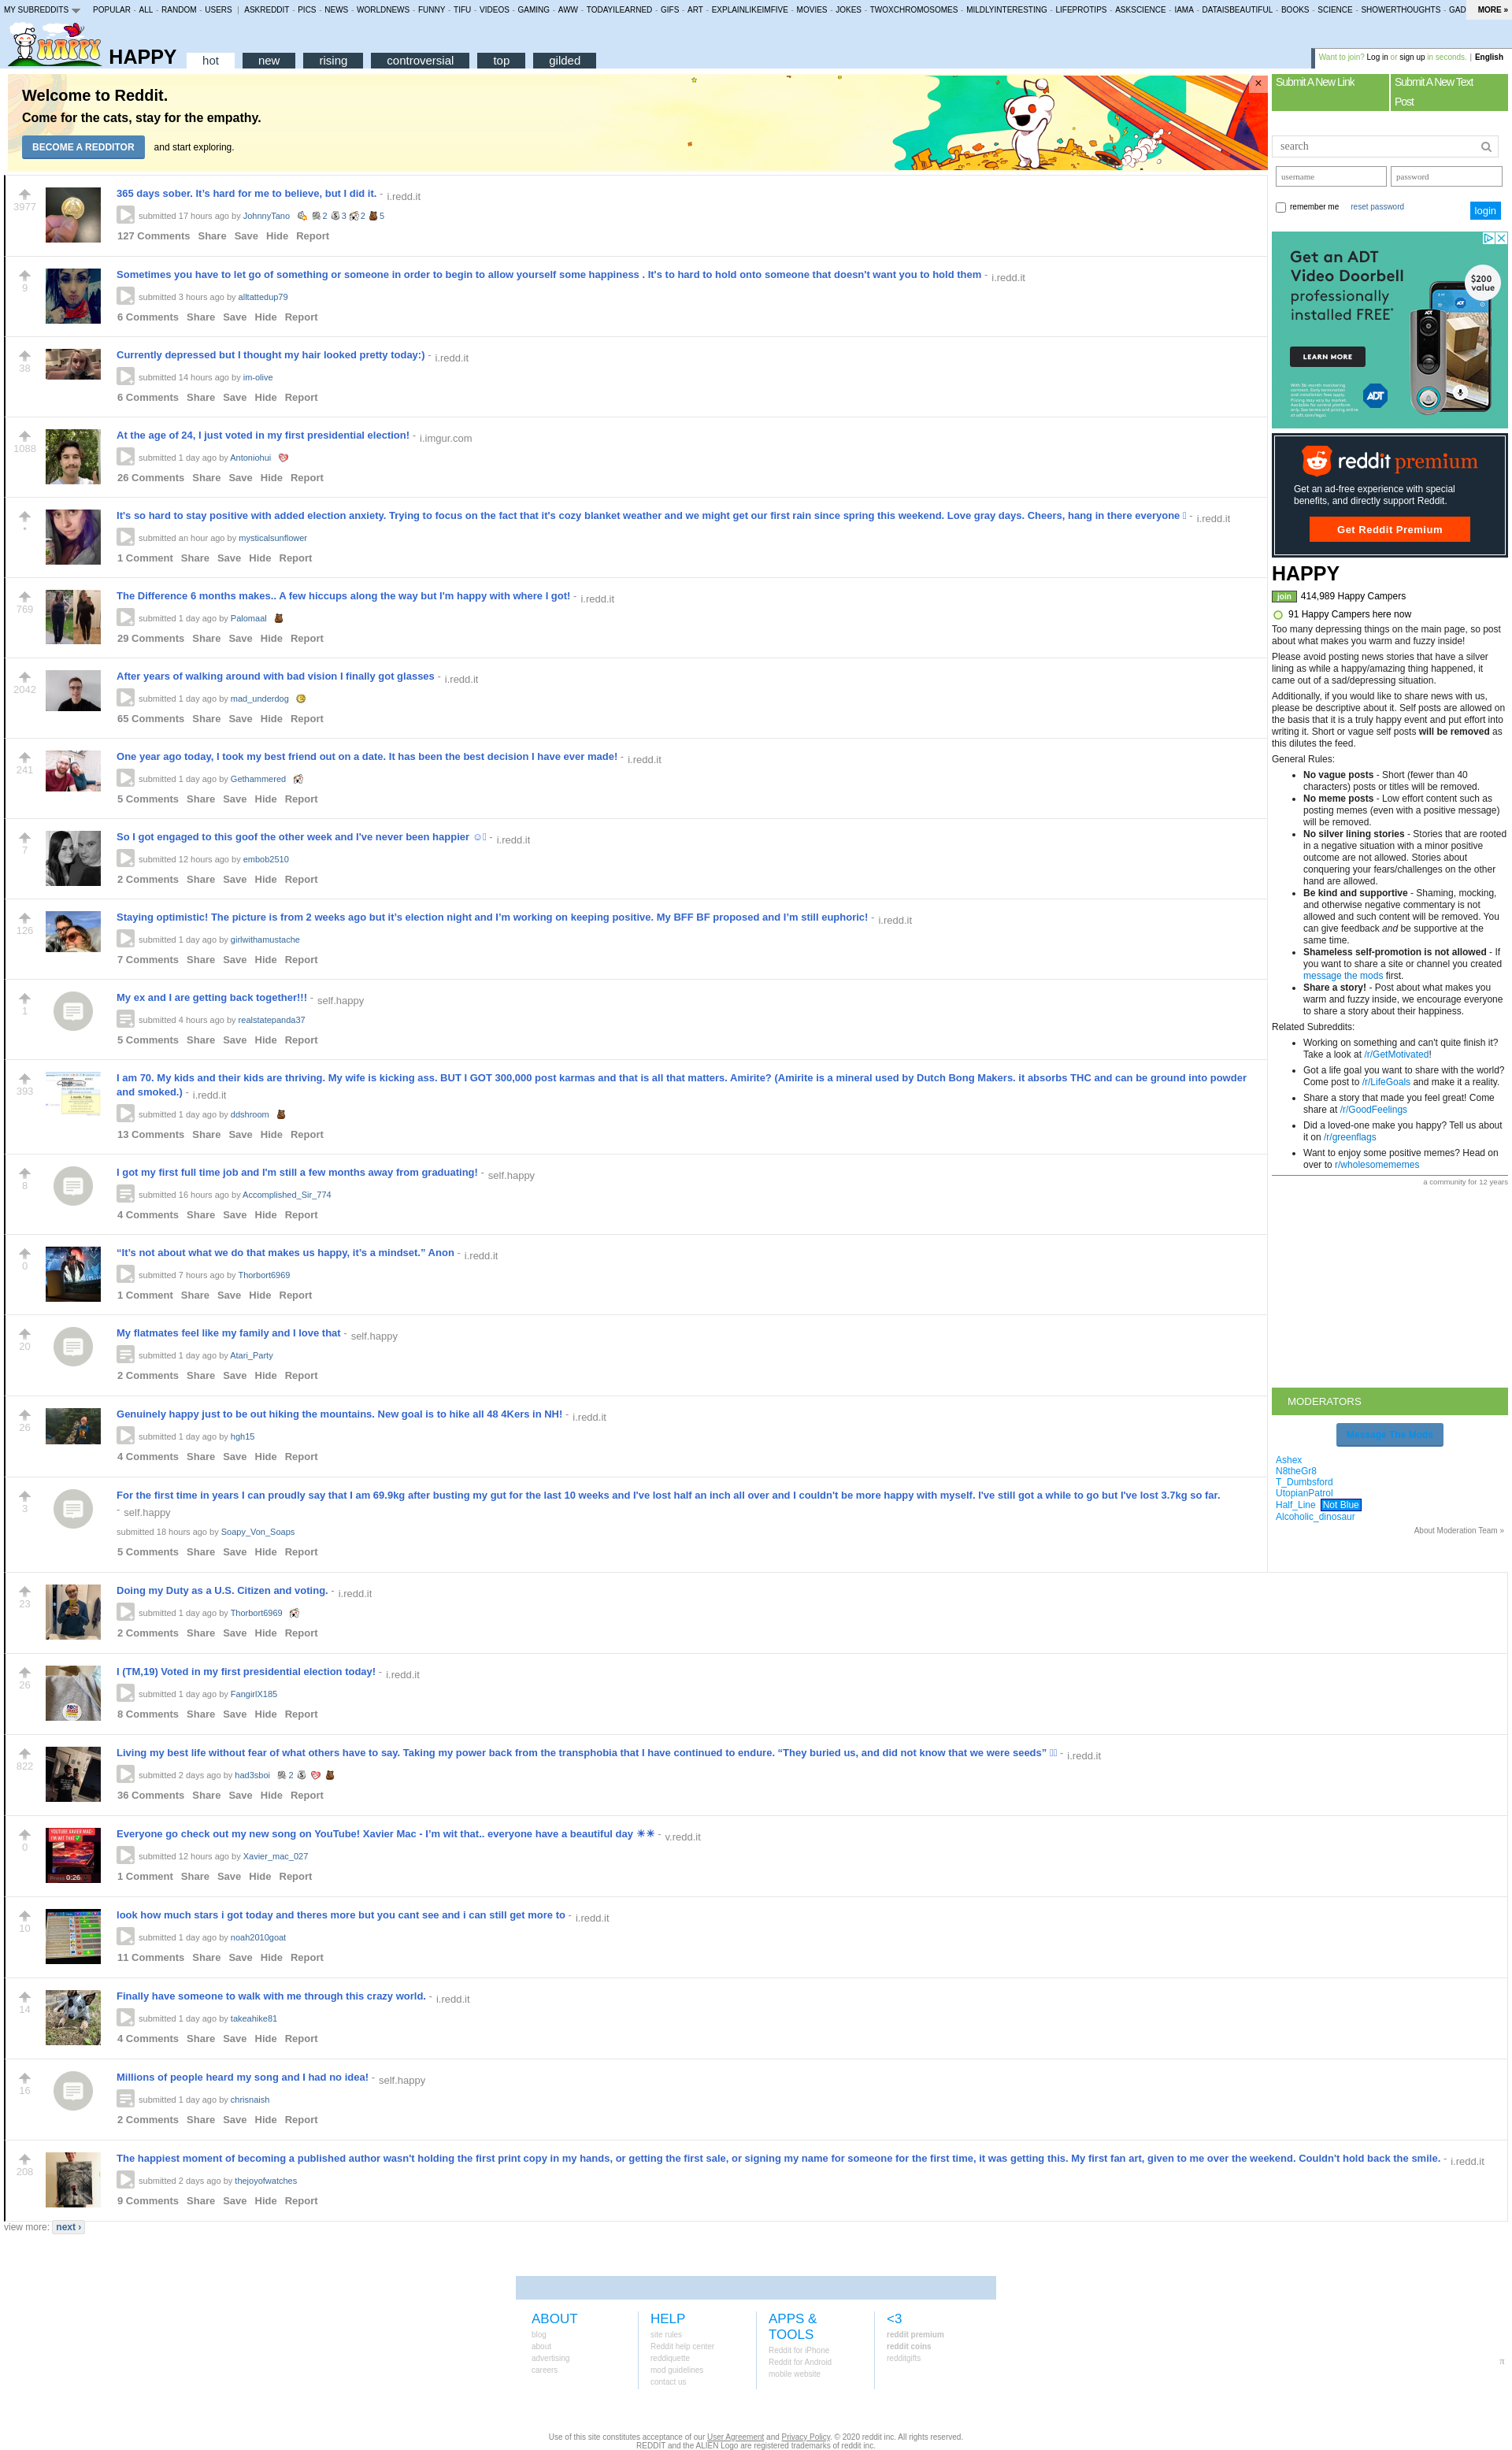 MY SUBREDDITS POPULAR - ALL - RANDOM - USERS | ASKREDDIT - PICS - NEWS - WORLDNEWS - FUNNY - TIFU - VIDEOS - GAMING - AWW - TODAYILEARNED - GIFS - ART - EXPLAINLIKEIMFIVE - MOVIES - JOKES - TWOXCHROMOSOMES - MILDLYINTERESTING - LIFEPROTIPS - ASKSCIENCE - IAMA - DATAISBEAUTIFUL - BOOKS - SCIENCE - SHOWERTHOUGHTS - GAD MORE »
HAPPY HAPPY hot new rising controversial top gilded
Want to join? Log in or sign up in seconds. | English
Welcome to Reddit.
Come for the cats, stay for the empathy.
BECOME A REDDITOR and start exploring.
×
3977
365 days sober. It's hard for me to believe, but I did it. - i.redd.it
submitted 17 hours ago by JohnnyTano 2 3 2 5
127 Comments Share Save Hide Report
9
Sometimes you have to let go of something or someone in order to begin to allow yourself some happiness . It's to hard to hold onto someone that doesn't want you to hold them - i.redd.it
submitted 3 hours ago by alltattedup79
6 Comments Share Save Hide Report
38
Currently depressed but I thought my hair looked pretty today:) - i.redd.it
submitted 14 hours ago by im-olive
6 Comments Share Save Hide Report
1088
At the age of 24, I just voted in my first presidential election! - i.imgur.com
submitted 1 day ago by Antoniohui
26 Comments Share Save Hide Report
•
It's so hard to stay positive with added election anxiety. Trying to focus on the fact that it's cozy blanket weather and we might get our first rain since spring this weekend. Love gray days. Cheers, hang in there everyone - i.redd.it
submitted an hour ago by mysticalsunflower
1 Comment Share Save Hide Report
769
The Difference 6 months makes.. A few hiccups along the way but I'm happy with where I got! - i.redd.it
submitted 1 day ago by Palomaal
29 Comments Share Save Hide Report
2042
After years of walking around with bad vision I finally got glasses - i.redd.it
submitted 1 day ago by mad_underdog
65 Comments Share Save Hide Report
241
One year ago today, I took my best friend out on a date. It has been the best decision I have ever made! - i.redd.it
submitted 1 day ago by Gethammered
5 Comments Share Save Hide Report
7
So I got engaged to this goof the other week and I've never been happier ☺ - i.redd.it
submitted 12 hours ago by embob2510
2 Comments Share Save Hide Report
126
Staying optimistic! The picture is from 2 weeks ago but it's election night and I'm working on keeping positive. My BFF BF proposed and I'm still euphoric! - i.redd.it
submitted 1 day ago by girlwithamustache
7 Comments Share Save Hide Report
1
My ex and I are getting back together!!! - self.happy
submitted 4 hours ago by realstatepanda37
5 Comments Share Save Hide Report
393
I am 70. My kids and their kids are thriving. My wife is kicking ass. BUT I GOT 300,000 post karmas and that is all that matters. Amirite? (Amirite is a mineral used by Dutch Bong Makers. it absorbs THC and can be ground into powder
and smoked.) - i.redd.it
submitted 1 day ago by ddshroom
13 Comments Share Save Hide Report
8
I got my first full time job and I'm still a few months away from graduating! - self.happy
submitted 16 hours ago by Accomplished_Sir_774
4 Comments Share Save Hide Report
0
“It's not about what we do that makes us happy, it's a mindset.” Anon - i.redd.it
submitted 7 hours ago by Thorbort6969
1 Comment Share Save Hide Report
20
My flatmates feel like my family and I love that - self.happy
submitted 1 day ago by Atari_Party
2 Comments Share Save Hide Report
26
Genuinely happy just to be out hiking the mountains. New goal is to hike all 48 4Kers in NH! - i.redd.it
submitted 1 day ago by hgh15
4 Comments Share Save Hide Report
3
For the first time in years I can proudly say that I am 69.9kg after busting my gut for the last 10 weeks and I've lost half an inch all over and I couldn't be more happy with myself. I've still got a while to go but I've lost 3.7kg so far.
- self.happy
submitted 18 hours ago by Soapy_Von_Soaps
5 Comments Share Save Hide Report
23
Doing my Duty as a U.S. Citizen and voting. - i.redd.it
submitted 1 day ago by Thorbort6969
2 Comments Share Save Hide Report
26
I (TM,19) Voted in my first presidential election today! - i.redd.it
submitted 1 day ago by FangirlX185
8 Comments Share Save Hide Report
822
Living my best life without fear of what others have to say. Taking my power back from the transphobia that I have continued to endure. “They buried us, and did not know that we were seeds” - i.redd.it
submitted 2 days ago by had3sboi 2
36 Comments Share Save Hide Report
0
Everyone go check out my new song on YouTube! Xavier Mac - I'm wit that.. everyone have a beautiful day ☀☀ - v.redd.it
submitted 12 hours ago by Xavier_mac_027
0:26
1 Comment Share Save Hide Report
10
look how much stars i got today and theres more but you cant see and i can still get more to - i.redd.it
submitted 1 day ago by noah2010goat
11 Comments Share Save Hide Report
14
Finally have someone to walk with me through this crazy world. - i.redd.it
submitted 1 day ago by takeahike81
4 Comments Share Save Hide Report
16
Millions of people heard my song and I had no idea! - self.happy
submitted 1 day ago by chrisnaish
2 Comments Share Save Hide Report
208
The happiest moment of becoming a published author wasn't holding the first print copy in my hands, or getting the first sale, or signing my name for someone for the first time, it was getting this. My first fan art, given to me over the weekend. Couldn't hold back the smile. - i.redd.it
submitted 2 days ago by thejoyofwatches
9 Comments Share Save Hide Report
view more: next ›
Submit A New Link
Submit A New Text
Post
search
username password
remember me reset password login
Get an ADT
Video Doorbell
professionally
installed FREE*
$200
value
LEARN MORE
ADT
reddit premium
Get an ad-free experience with special
benefits, and directly support Reddit.
Get Reddit Premium
HAPPY
join 414,989 Happy Campers
91 Happy Campers here now
Too many depressing things on the main page, so post
about what makes you warm and fuzzy inside!
Please avoid posting news stories that have a silver
lining as while a happy/amazing thing happened, it
came out of a sad/depressing situation.
Additionally, if you would like to share news with us,
please be descriptive about it. Self posts are allowed on
the basis that it is a truly happy event and put effort into
writing it. Short or vague self posts will be removed as
this dilutes the feed.
General Rules:
• No vague posts - Short (fewer than 40
characters) posts or titles will be removed.
• No meme posts - Low effort content such as
posting memes (even with a positive message)
will be removed.
• No silver lining stories - Stories that are rooted
in a negative situation with a minor positive
outcome are not allowed. Stories about
conquering your fears/challenges on the other
hand are allowed.
• Be kind and supportive - Shaming, mocking,
and otherwise negative commentary is not
allowed and such content will be removed. You
can give feedback and be supportive at the
same time.
• Shameless self-promotion is not allowed - If
you want to share a site or channel you created
message the mods first.
• Share a story! - Post about what makes you
warm and fuzzy inside, we encourage everyone
to share a story about their happiness.
Related Subreddits:
• Working on something and can't quite finish it?
Take a look at /r/GetMotivated!
• Got a life goal you want to share with the world?
Come post to /r/LifeGoals and make it a reality.
• Share a story that made you feel great! Come
share at /r/GoodFeelings
• Did a loved-one make you happy? Tell us about
it on /r/greenflags
• Want to enjoy some positive memes? Head on
over to r/wholesomememes
a community for 12 years
MODERATORS
Message The Mods
Ashex
N8theGr8
T_Dumbsford
UtopianPatrol
Half_Line Not Blue
Alcoholic_dinosaur
About Moderation Team »
ABOUT
blog
about
advertising
careers
HELP
site rules
Reddit help center
reddiquette
mod guidelines
contact us
APPS &
TOOLS
Reddit for iPhone
Reddit for Android
mobile website
<3
reddit premium
reddit coins
redditgifts
Use of this site constitutes acceptance of our User Agreement and Privacy Policy. © 2020 reddit inc. All rights reserved.
REDDIT and the ALIEN Logo are registered trademarks of reddit inc.